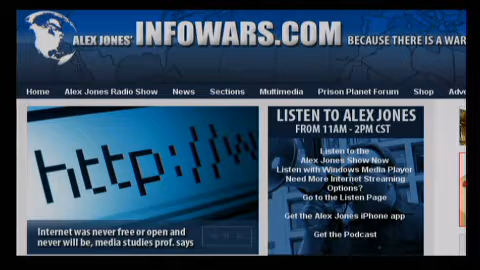 ALEX JONES' INFOWARS.COM BECAUSE THERE IS A WAR
Home Alex Jones Radio Show News Sections Multimedia Prison Planet Forum Shop
http://w
Internet was never free or open and
never will be, media studies prof. says
LISTEN TO ALEX JONES
FROM 11AM - 2PM CST
Listen to the
Alex Jones Show Now
Listen with Windows Media Player
Need More Internet Streaming
Options?
Go to the Listen Page
Get the Alex Jones iPhone app
Get the Podcast